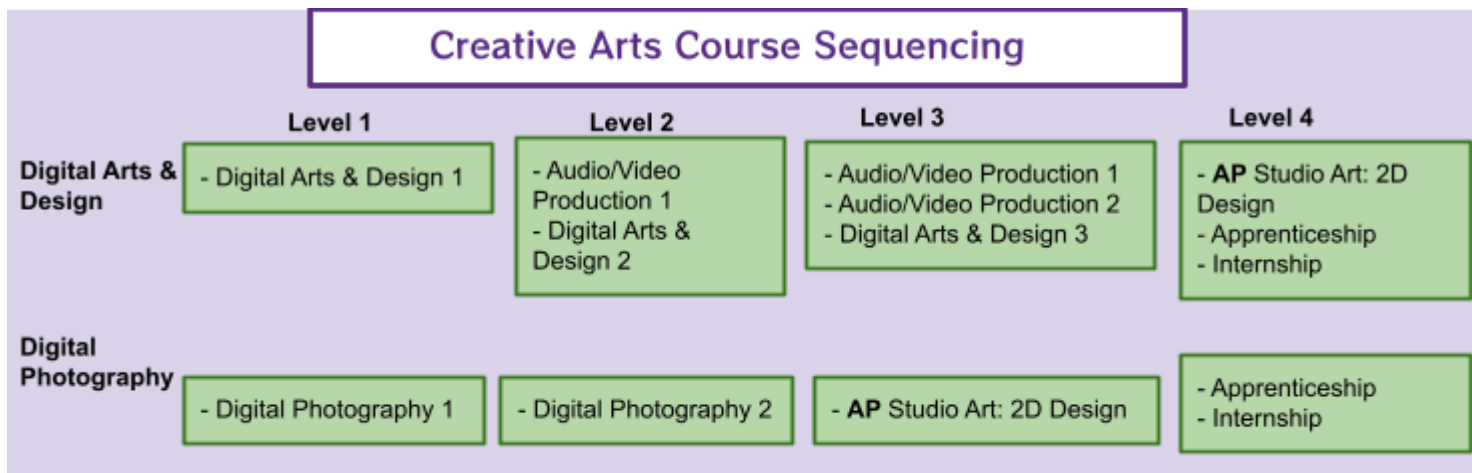 Creative Arts Course Sequencing
Level 1
Level 2
Level 3
Level 4
Digital Arts &
Design
- Digital Arts & Design 1
- Audio/Video
Production 1
- Digital Arts &
Design 2
- Audio/Video Production 1
- Audio/Video Production 2
- Digital Arts & Design 3
- AP Studio Art: 2D
Design
- Apprenticeship
- Internship
Digital
Photography
- Digital Photography 1
- Digital Photography 2
- AP Studio Art: 2D Design
- Apprenticeship
- Internship